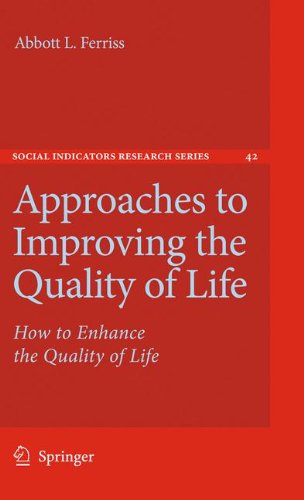 Abbott L. Ferriss
SOCIAL INDICATORS RESEARCH SERIES 42
Approaches to
Improving the
Quality of Life
How to Enhance
the Quality of Life
Springer